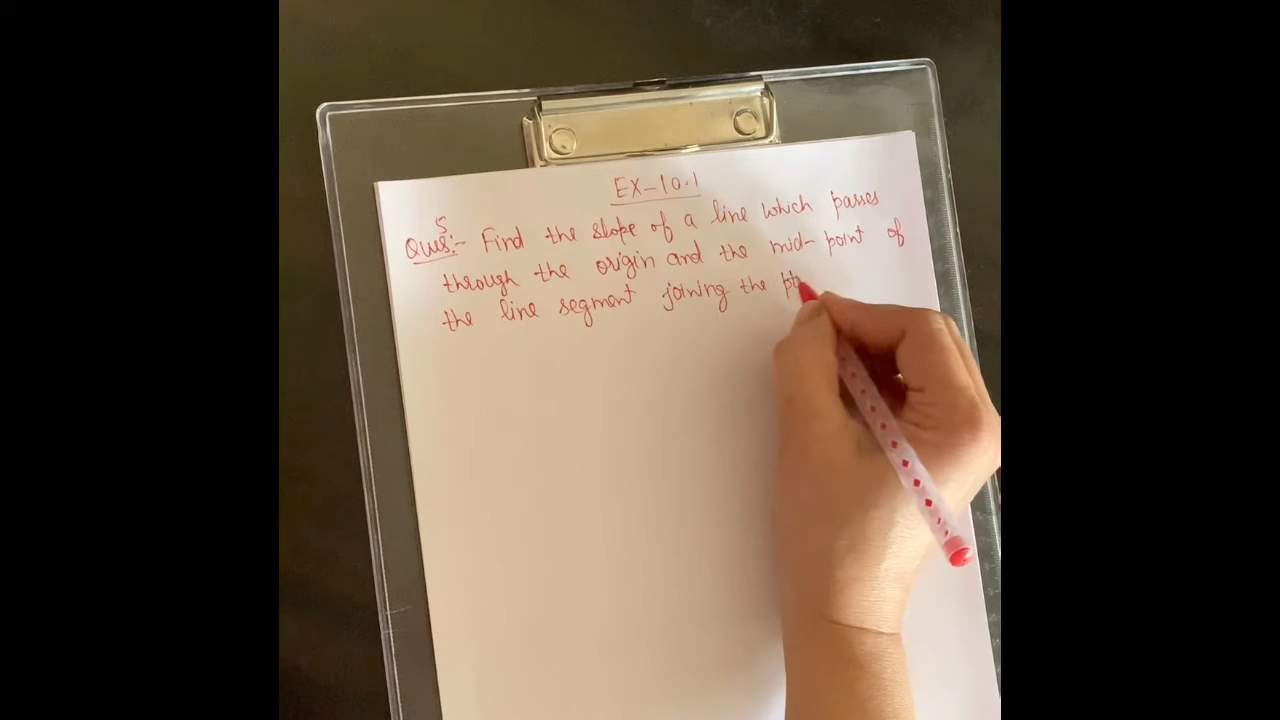 EX-10.1
5
Ques:- Find the slope of a line which passes
through the origin and the mid-point of
the line segment joining the